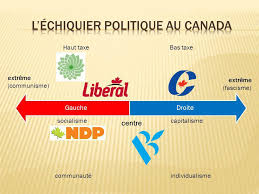 L'ÉCHIQUIER POLITIQUE AU CANADA
Haut taxe
Bas taxe
extrême
(communisme)
Liberal
extrême
(fascisme)
Gauche
Droite
socialisme
centre
capitalisme
NDP
communauté
individualisme